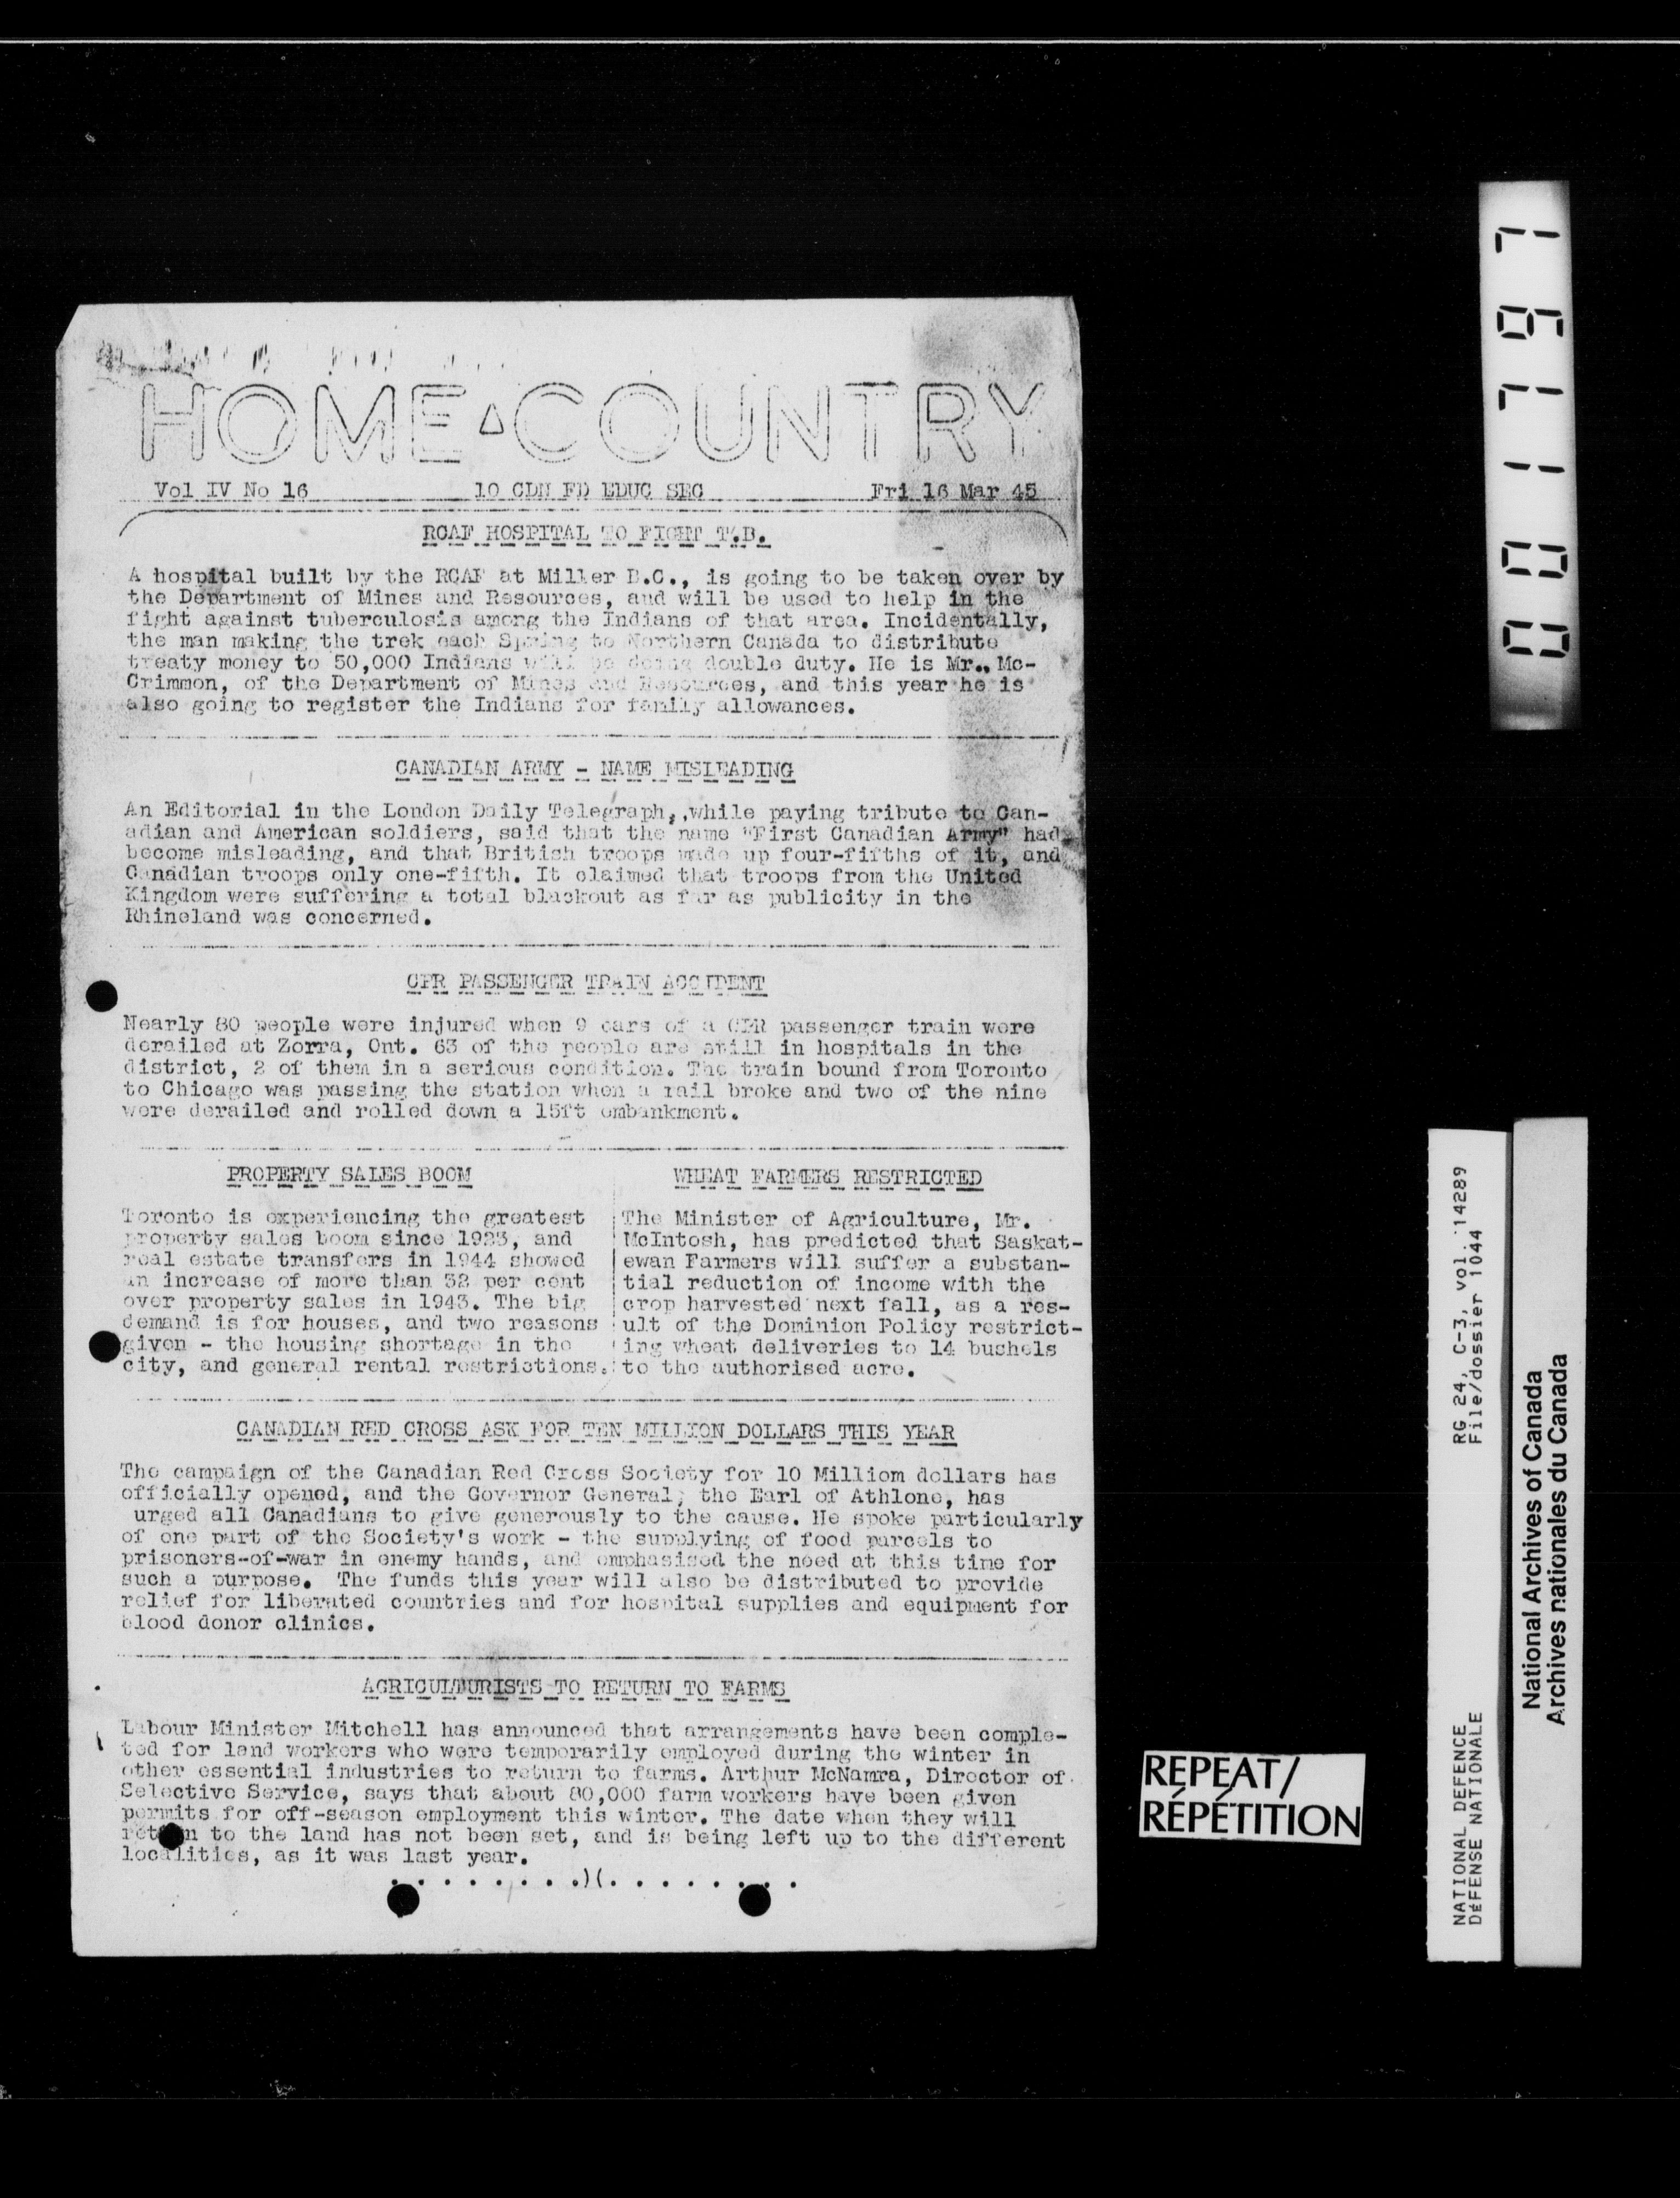 HOME COUNTRY
Vol IV No 16 10 CDN FD EDUC SEC Fri 16 Mar 45
RCAF HOSPITAL TO FIGHT T.B.
A hospital built by the RCAF at Miller B.C., is going to be taken over by
the Department of Mines and Resources, and will be used to help in the
fight against tuberculosis among the Indians of that area. Incidentally,
the man making the trek each Spring to Northern Canada to distribute
treaty money to 50,000 Indians will be doing double duty. He is Mr., Mc-
Crimmon, of the Department of Mines and Resources, and this year he is
also going to register the Indians for family allowances.
CANADIAN ARMY - NAME MISLEADING
An Editorial in the London Daily Telegraph, while paying tribute to Can-
adian and American soldiers, said that the name "First Canadian Army" had
become misleading, and that British troops made up four-fifths of it, and
Canadian troops only one-fifth. It claimed that troops from the United
Kingdom were suffering a total blackout as far as publicity in the
Rhineland was concerned.
CPR PASSENGER TRAIN ACCIDENT
Nearly 80 people were injured when 9 cars of a CPR passenger train were
derailed at Zorra, Ont. 63 of the people are still in hospitals in the
district, 2 of them in a serious condition. The train bound from Toronto
to Chicago was passing the station when a rail broke and two of the nine
were derailed and rolled down a 15ft embankment.
PROPERTY SALES BOOM
Toronto is experiencing the greatest
property sales boom since 1923, and
real estate transfers in 1944 showed
an increase of more than 32 per cent
over property sales in 1943. The big
demand is for houses, and two reasons
given - the housing shortage in the
city, and general rental restrictions.
WHEAT FARMERS RESTRICTED
The Minister of Agriculture, Mr.
McIntosh, has predicted that Saskat-
ewan Farmers will suffer a substan-
tial reduction of income with the
crop harvested next fall, as a res-
ult of the Dominion Policy restrict-
ing wheat deliveries to 14 bushels
to the authorised acre.
CANADIAN RED CROSS ASK FOR TEN MILLION DOLLARS THIS YEAR
The campaign of the Canadian Red Cross Society for 10 Milliom dollars has
officially opened, and the Governor General, the Earl of Athlone, has
urged all Canadians to give generously to the cause. He spoke particularly
of one part of the Society's work - the supplying of food parcels to
prisoners-of-war in enemy hands, and emphasised the need at this time for
such a purpose. The funds this year will also be distributed to provide
relief for liberated countries and for hospital supplies and equipment for
blood donor clinics.
AGRICULTURISTS TO RETURN TO FARMS
Labour Minister Mitchell has announced that arrangements have been comple-
ted for land workers who were temporarily employed during the winter in
other essential industries to return to farms. Arthur McNamra, Director of
Selective Service, says that about 80,000 farm workers have been given
permits for off-season employment this winter. The date when they will
return to the land has not been set, and is being left up to the different
localities, as it was last year.
. . . . . . . . .)(. . . . . . . . .
001797
RG 24, C-3, vol. 14289
File/dossier 1044
NATIONAL DEFENCE
DéFENSE NATIONALE
National Archives of Canada
Archives nationales du Canada
REPEAT/
RÉPÉTITION